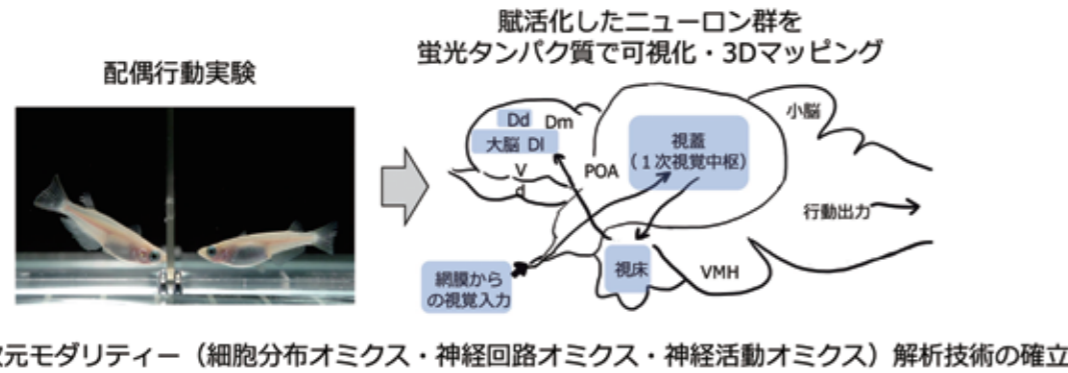 賦活化したニューロン群を
蛍光タンパク質で可視化・3Dマッピング
配偶行動実験
小脳
Dd
Dm
大脳 Dl
視蓋
（１次視覚中枢）
V
d
POA
行動出力
視床
VMH
網膜から
の視覚入力
元モダリティー（細胞分布オミクス・神経回路オミクス・神経活動オミクス）解析技術の確立